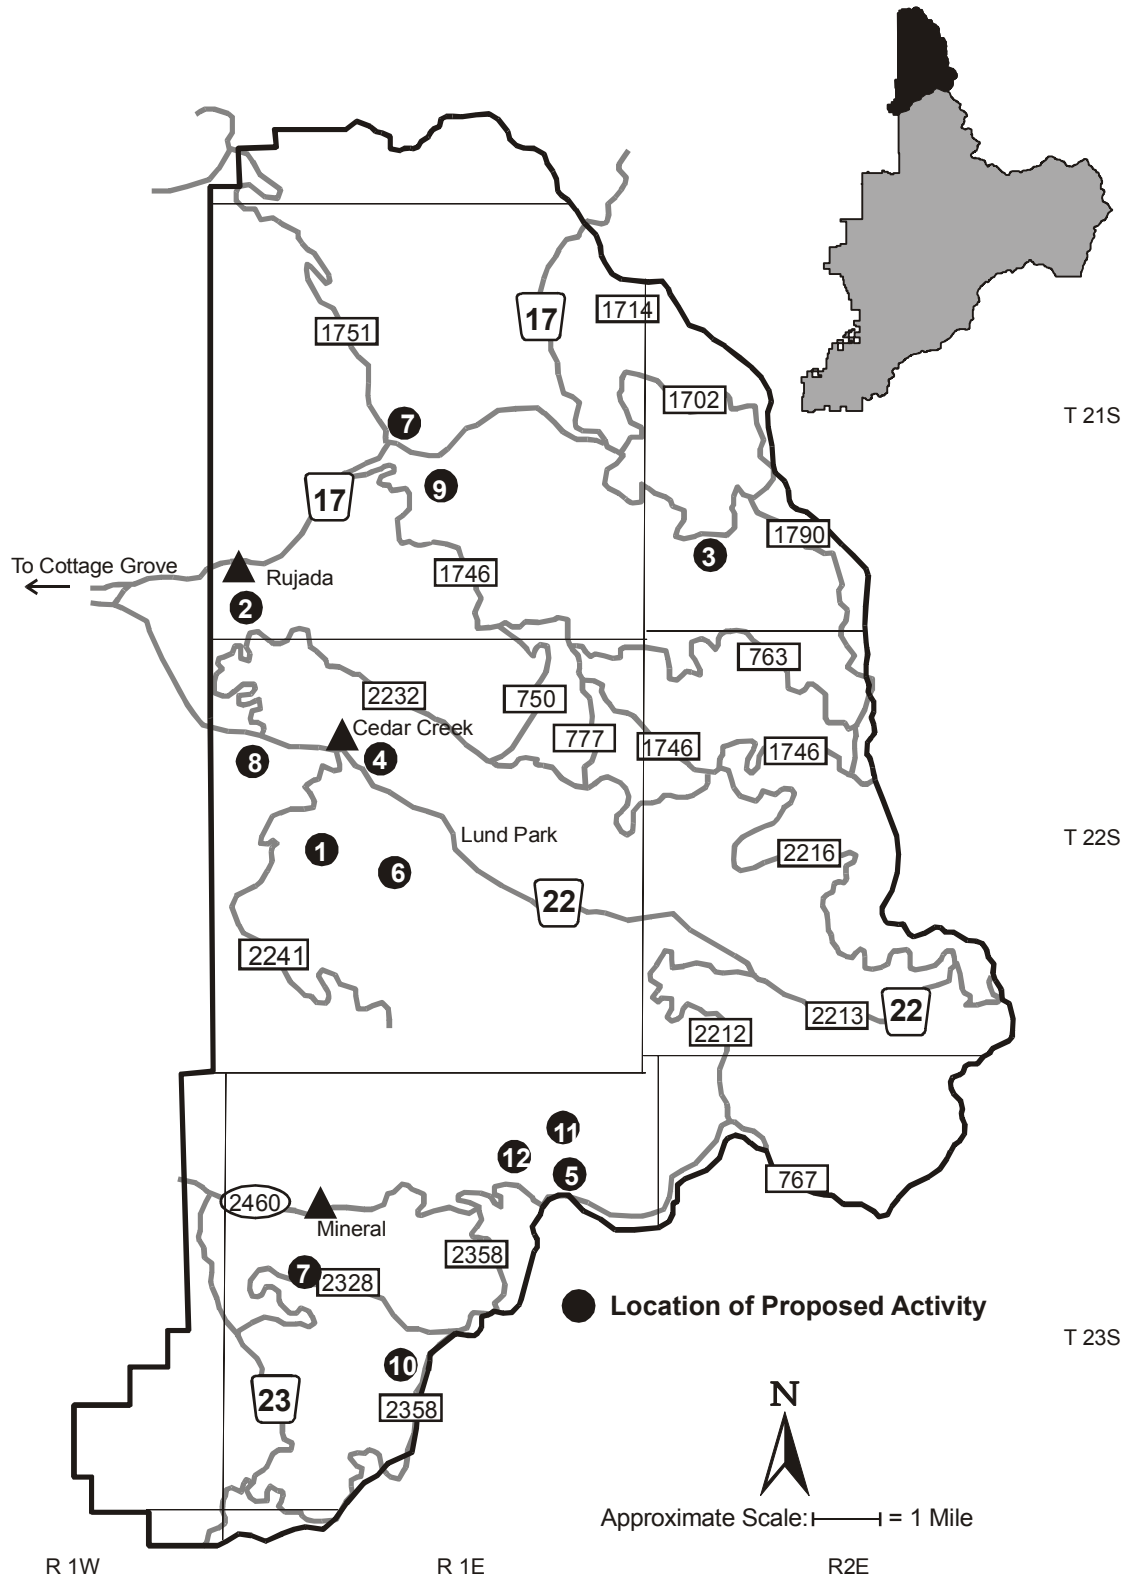 17
1714
1751
1702
T 21S
7
9
17
3
1790
To Cottage Grove
Rujada
1746
2
763
2232
750
Cedar Creek
777
1746
1746
8
4
Lund Park
T 22S
1
2216
6
22
2241
22
2213
2212
11
12
5
767
2460
Mineral
2358
7
2328
Location of Proposed Activity
T 23S
10
23
2358
N
Approximate Scale: = 1 Mile
R 1W
R 1E
R2E